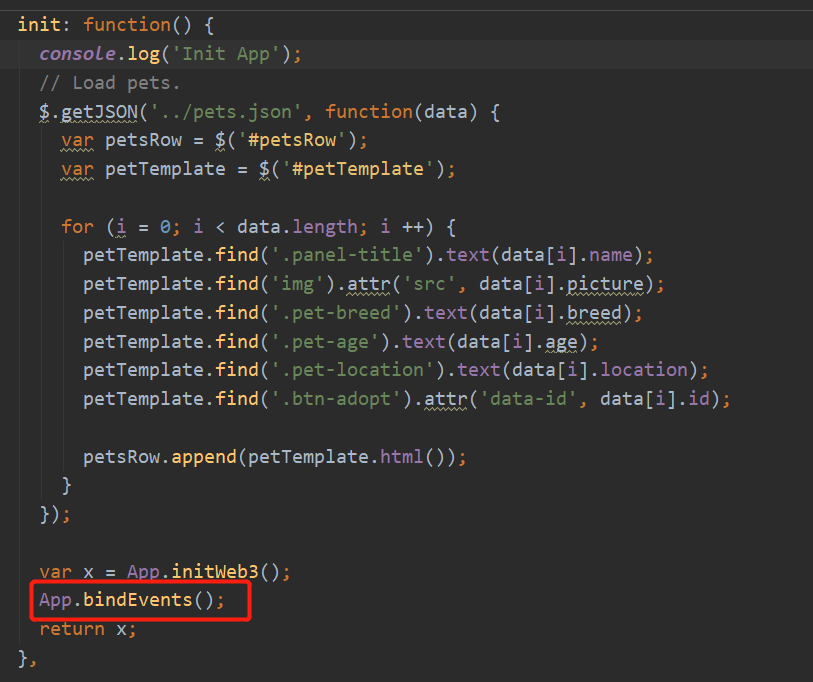 init: function() {
console.log('Init App');
// Load pets.
$.getJSON('../pets.json', function(data) {
var petsRow = $('#petsRow');
var petTemplate = $('#petTemplate');
for (i = 0; i < data.length; i ++) {
petTemplate.find('.panel-title').text(data[i].name);
petTemplate.find('img').attr('src', data[i].picture);
petTemplate.find('.pet-breed').text(data[i].breed);
petTemplate.find('.pet-age').text(data[i].age);
petTemplate.find('.pet-location').text(data[i].location);
petTemplate.find('.btn-adopt').attr('data-id', data[i].id);
petsRow.append(petTemplate.html());
}
});
var x = App.initWeb3();
App.bindEvents();
return x;
},